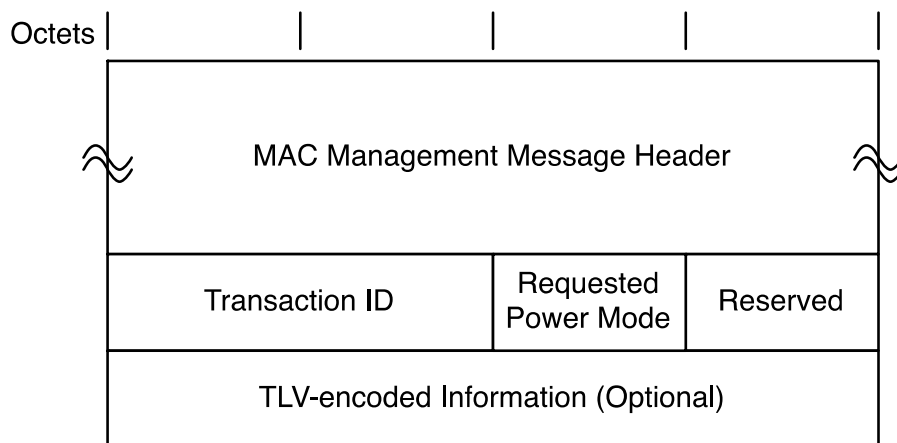 Octets
MAC Management Message Header
Transaction ID
Requested
Power Mode
Reserved
TLV-encoded Information (Optional)